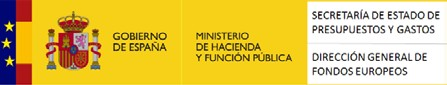 GOBIERNO
DE ESPAÑA
MINISTERIO
DE HACIENDA
Y FUNCIÓN PÚBLICA
SECRETARÍA DE ESTADO DE
PRESUPUESTOS Y GASTOS
DIRECCIÓN GENERAL DE
FONDOS EUROPEOS